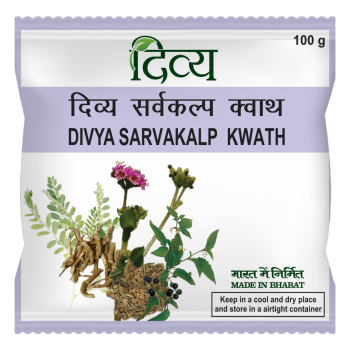 दिव्य
100 g
दिव्य सर्वकल्प क्वाथ
DIVYA SARVAKALP KWATH
भारत में निर्मित
MADE IN BHARAT
Keep in a cool and dry place
and store in a airtight container